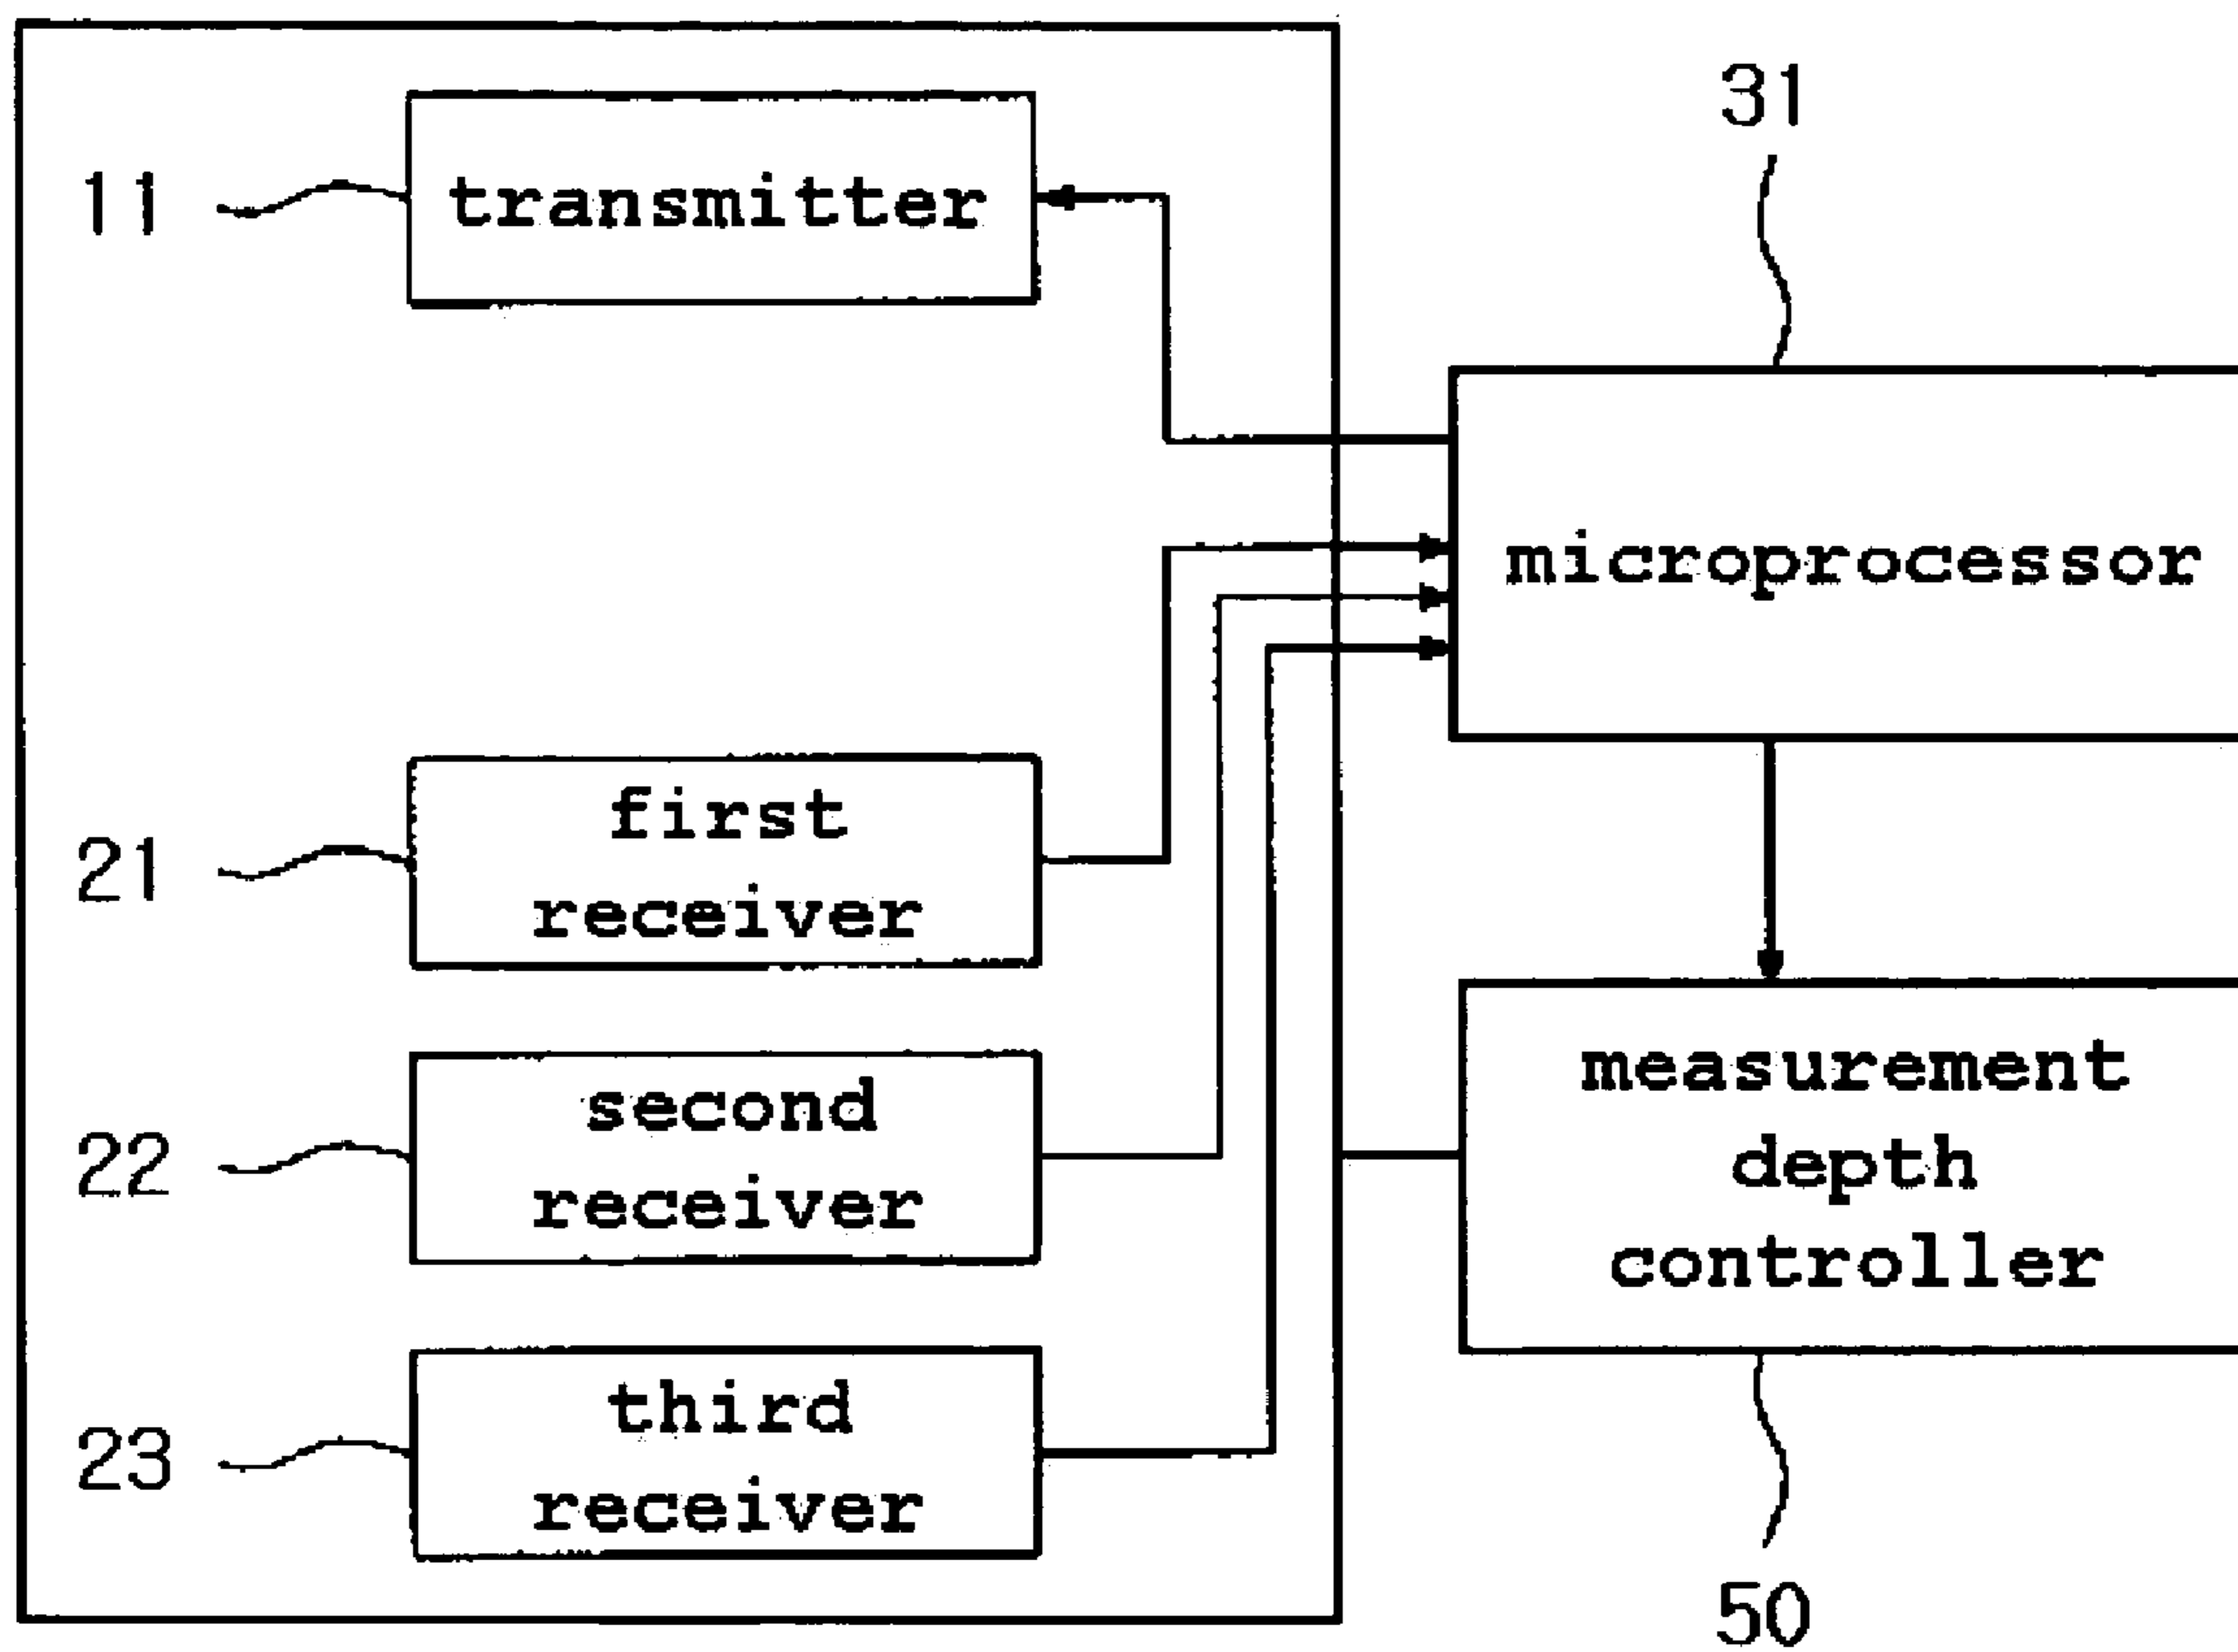 31
11
transmitter
microprocessor
21
first
receiver
22
second
receiver
23
third
receiver
measurement
depth
controller
50